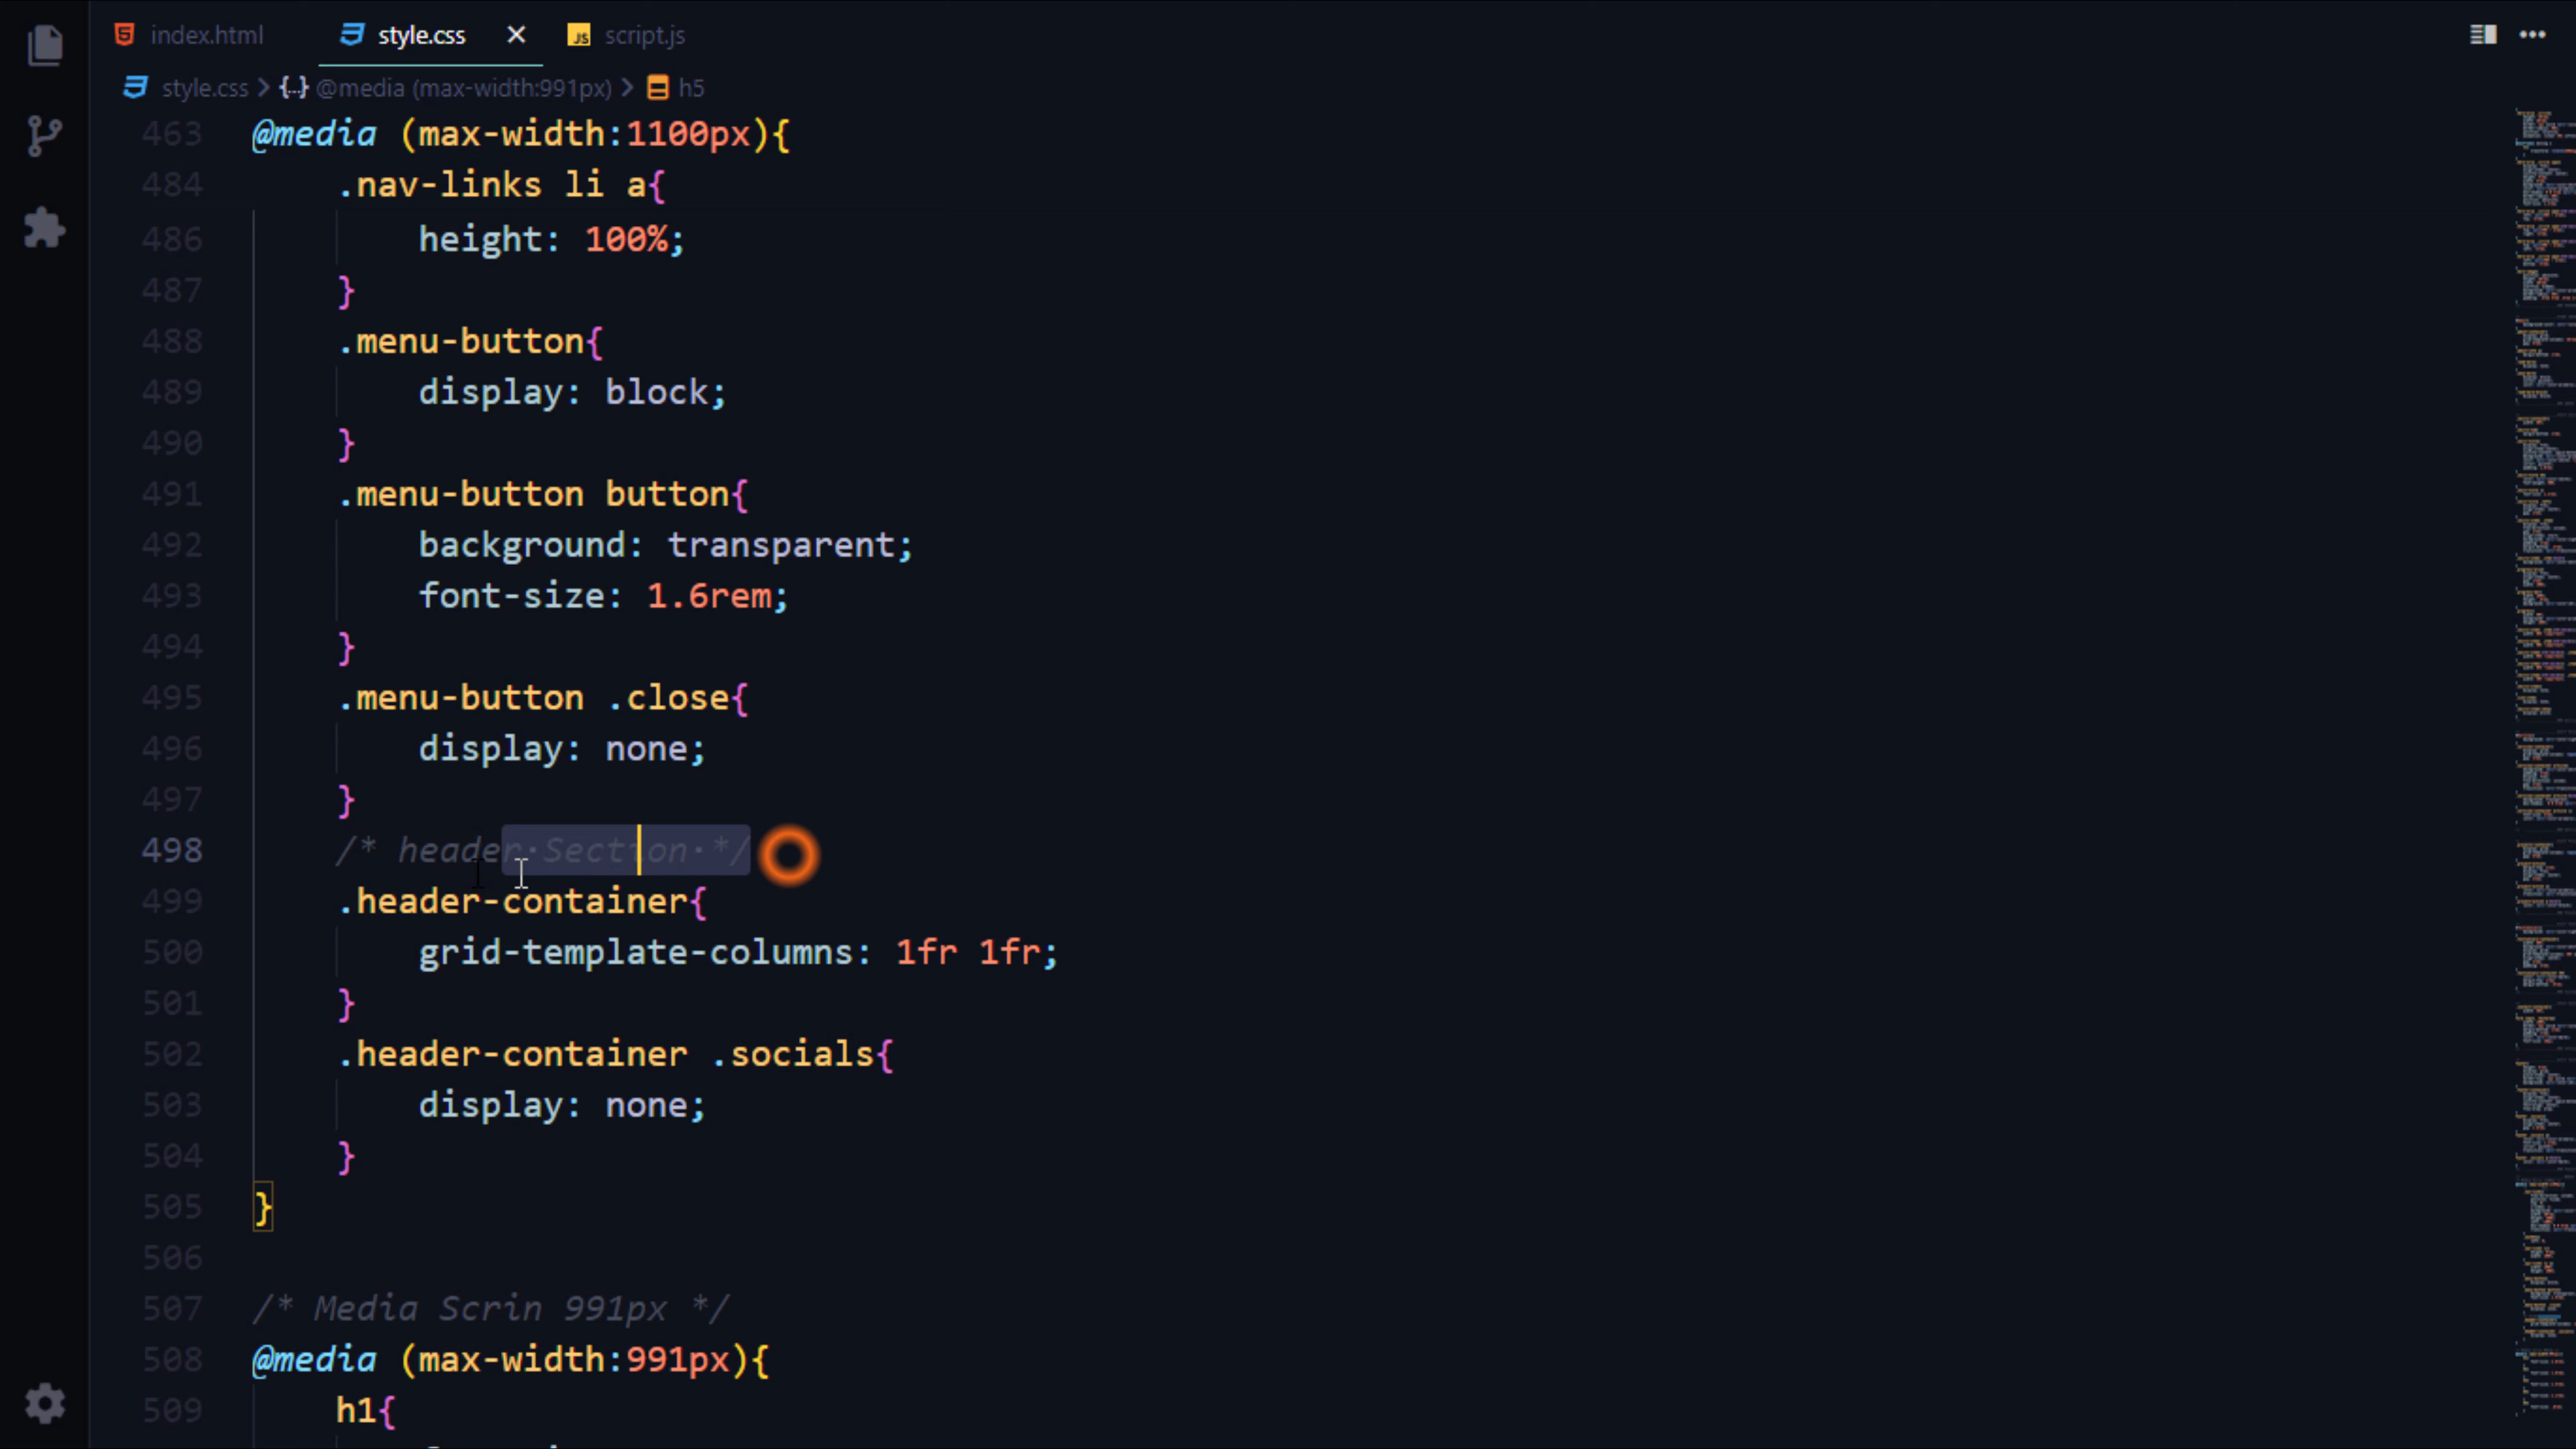 index.html
style.css
JS script.js
style.css > {..} @media (max-width:991px) > h5
463 @media (max-width:1100px){
484 .nav-links li a{
486 height: 100%;
487 }
488 .menu-button{
489 display: block;
490 }
491 .menu-button button{
492 background: transparent;
493 font-size: 1.6rem;
494 }
495 .menu-button .close{
496 display: none;
497 }
498 /* header·Section·*/
499 .header-container{
500 grid-template-columns: 1fr 1fr;
501 }
502 .header-container .socials{
503 display: none;
504 }
505 }
506
507 /* Media Scrin 991px */
508 @media (max-width:991px){
509 h1{